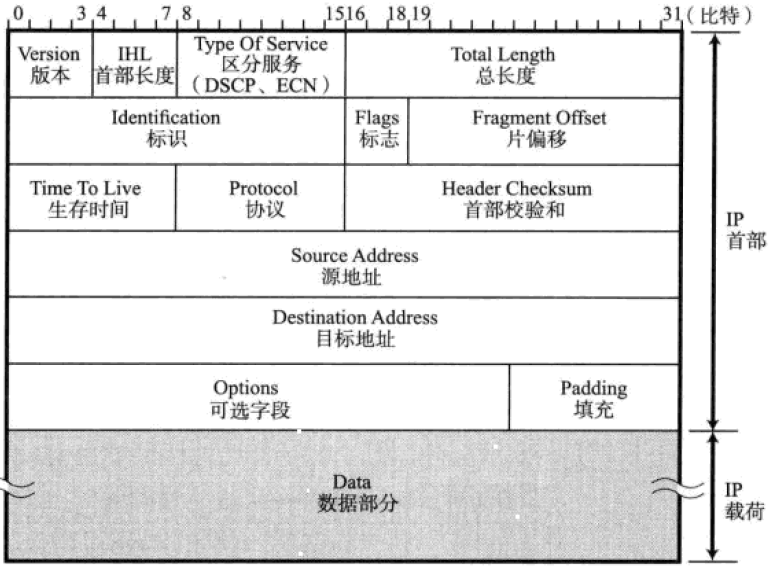 0 3 4 7 8 15 16 18 19 31 (比特)
Version
版本
IHL
首部长度
Type Of Service
区分服务
(DSCP、ECN)
Total Length
总长度
Identification
标识
Flags
标志
Fragment Offset
片偏移
Time To Live
生存时间
Protocol
协议
Header Checksum
首部校验和
Source Address
源地址
Destination Address
目标地址
Options
可选字段
Padding
填充
IP
首部
Data
数据部分
IP
载荷